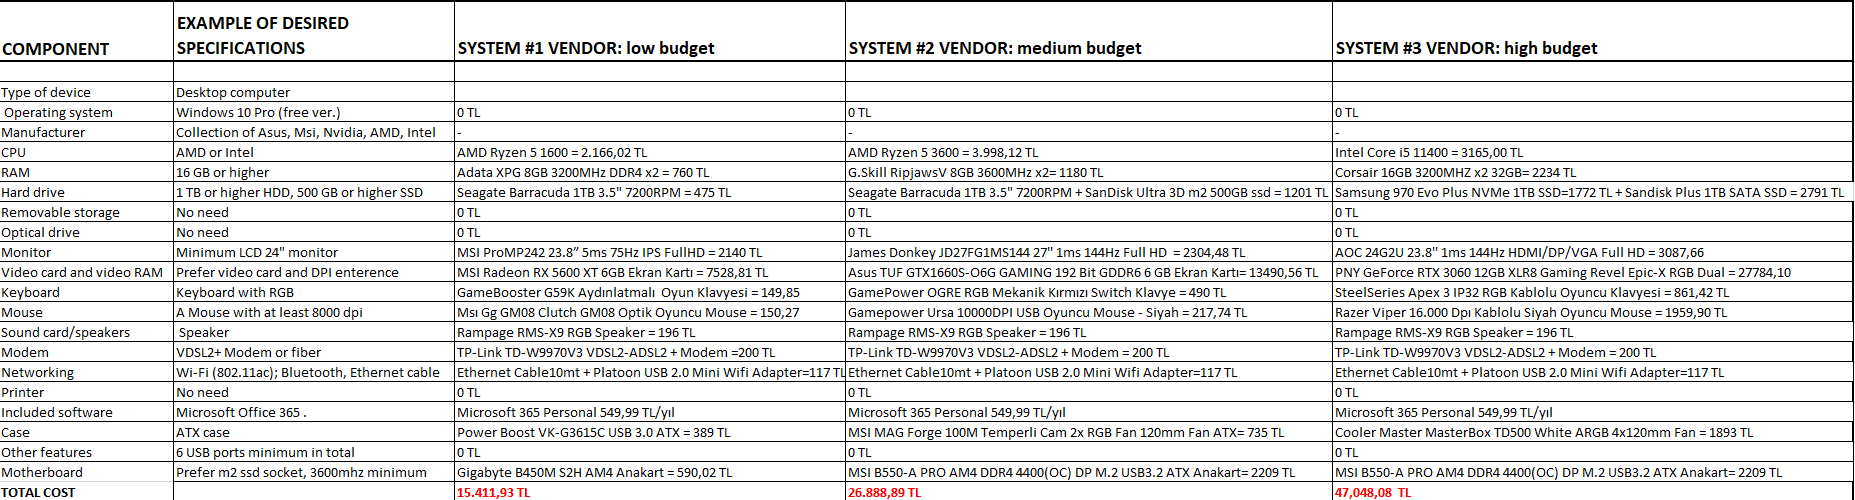 COMPONENT	EXAMPLE OF DESIRED SPECIFICATIONS	SYSTEM #1 VENDOR: low budget	SYSTEM #2 VENDOR: medium budget	SYSTEM #3 VENDOR: high budget
Type of device	Desktop computer
Operating system	Windows 10 Pro (free ver.)	0 TL	0 TL	0 TL
Manufacturer	Collection of Asus, Msi, Nvidia, AMD, Intel	-	-	-
CPU	AMD or Intel	AMD Ryzen 5 1600 = 2.166,02 TL	AMD Ryzen 5 3600 = 3.998,12 TL	Intel Core i5 11400 = 3165,00 TL
RAM	16 GB or higher	Adata XPG 8GB 3200MHz DDR4 x2 = 760 TL	G.Skill RipjawsV 8GB 3600MHz x2= 1180 TL	Corsair 16GB 3200MHZ x2 32GB= 2234 TL
Hard drive	1 TB or higher HDD, 500 GB or higher SSD	Seagate Barracuda 1TB 3.5" 7200RPM = 475 TL	Seagate Barracuda 1TB 3.5" 7200RPM + SanDisk Ultra 3D m2 500GB ssd = 1201 TL	Samsung 970 Evo Plus NVMe 1TB SSD=1772 TL + Sandisk Plus 1TB SATA SSD = 2791 TL
Removable storage	No need	0 TL	0 TL	0 TL
Optical drive	No need	0 TL	0 TL	0 TL
Monitor	Minimum LCD 24" monitor	MSI ProMP242 23.8” 5ms 75Hz IPS FullHD = 2140 TL	James Donkey JD27FG1MS144 27'' 1ms 144Hz Full HD = 2304,48 TL	AOC 24G2U 23.8" 1ms 144Hz HDMI/DP/VGA Full HD = 3087,66
Video card and video RAM	Prefer video card and DPI enterence	MSI Radeon RX 5600 XT 6GB Ekran Kartı = 7528,81 TL	Asus TUF GTX1660S-O6G GAMING 192 Bit GDDR6 6 GB Ekran Kartı= 13490,56 TL	PNY GeForce RTX 3060 12GB XLR8 Gaming Revel Epic-X RGB Dual = 27784,10
Keyboard	Keyboard with RGB	GameBooster G59K Aydınlatmalı Oyun Klavyesi = 149,85	GamePower OGRE RGB Mekanik Kırmızı Switch Klavye = 490 TL	SteelSeries Apex 3 IP32 RGB Kablolu Oyuncu Klavyesi = 861,42 TL
Mouse	A Mouse with at least 8000 dpi	Msı Gg GM08 Clutch GM08 Optik Oyuncu Mouse = 150,27	Gamepower Ursa 10000DPI USB Oyuncu Mouse - Siyah = 217,74 TL	Razer Viper 16.000 Dpı Kablolu Siyah Oyuncu Mouse = 1959,90 TL
Sound card/speakers	Speaker	Rampage RMS-X9 RGB Speaker = 196 TL	Rampage RMS-X9 RGB Speaker = 196 TL	Rampage RMS-X9 RGB Speaker = 196 TL
Modem	VDSL2+ Modem or fiber	TP-Link TD-W9970V3 VDSL2-ADSL2 + Modem =200 TL	TP-Link TD-W9970V3 VDSL2-ADSL2 + Modem = 200 TL	TP-Link TD-W9970V3 VDSL2-ADSL2 + Modem = 200 TL
Networking	Wi-Fi (802.11ac); Bluetooth, Ethernet cable	Ethernet Cable10mt + Platoon USB 2.0 Mini Wifi Adapter=117 TL	Ethernet Cable10mt + Platoon USB 2.0 Mini Wifi Adapter=117 TL	Ethernet Cable10mt + Platoon USB 2.0 Mini Wifi Adapter=117 TL
Printer	No need	0 TL	0 TL	0 TL
Included software	Microsoft Office 365 .	Microsoft 365 Personal 549,99 TL/yıl	Microsoft 365 Personal 549,99 TL/yıl	Microsoft 365 Personal 549,99 TL/yıl
Case	ATX case	Power Boost VK-G3615C USB 3.0 ATX = 389 TL	MSI MAG Forge 100M Temperli Cam 2x RGB Fan 120mm Fan ATX= 735 TL	Cooler Master MasterBox TD500 White ARGB 4x120mm Fan = 1893 TL
Other features	6 USB ports minimum in total	0 TL	0 TL	0 TL
Motherboard	Prefer m2 ssd socket, 3600mhz minimum	Gigabyte B450M S2H AM4 Anakart = 590,02 TL	MSI B550-A PRO AM4 DDR4 4400(OC) DP M.2 USB3.2 ATX Anakart= 2209 TL	MSI B550-A PRO AM4 DDR4 4400(OC) DP M.2 USB3.2 ATX Anakart= 2209 TL
TOTAL COST	15.411,93 TL	26.888,89 TL	47,048,08 TL